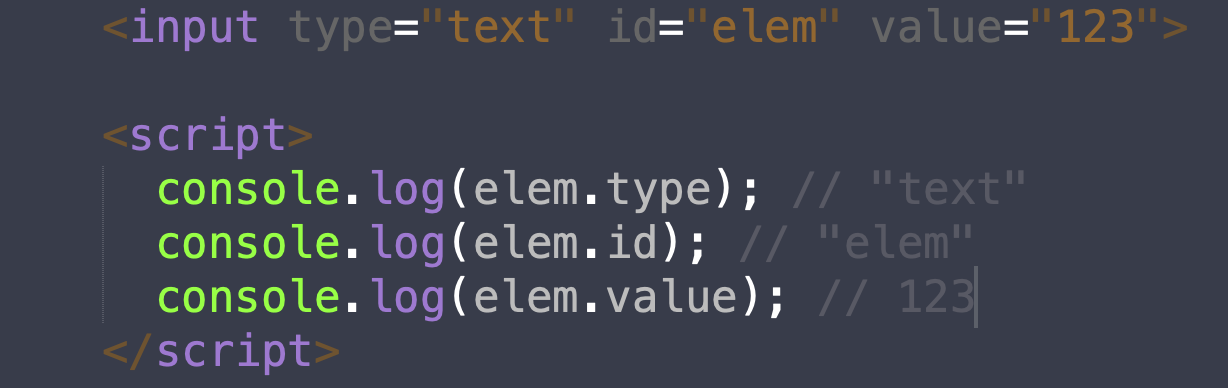 <input type="text" id="elem" value="123">
<script>
console.log(elem.type); // "text"
console.log(elem.id); // "elem"
console.log(elem.value); // 123
</script>